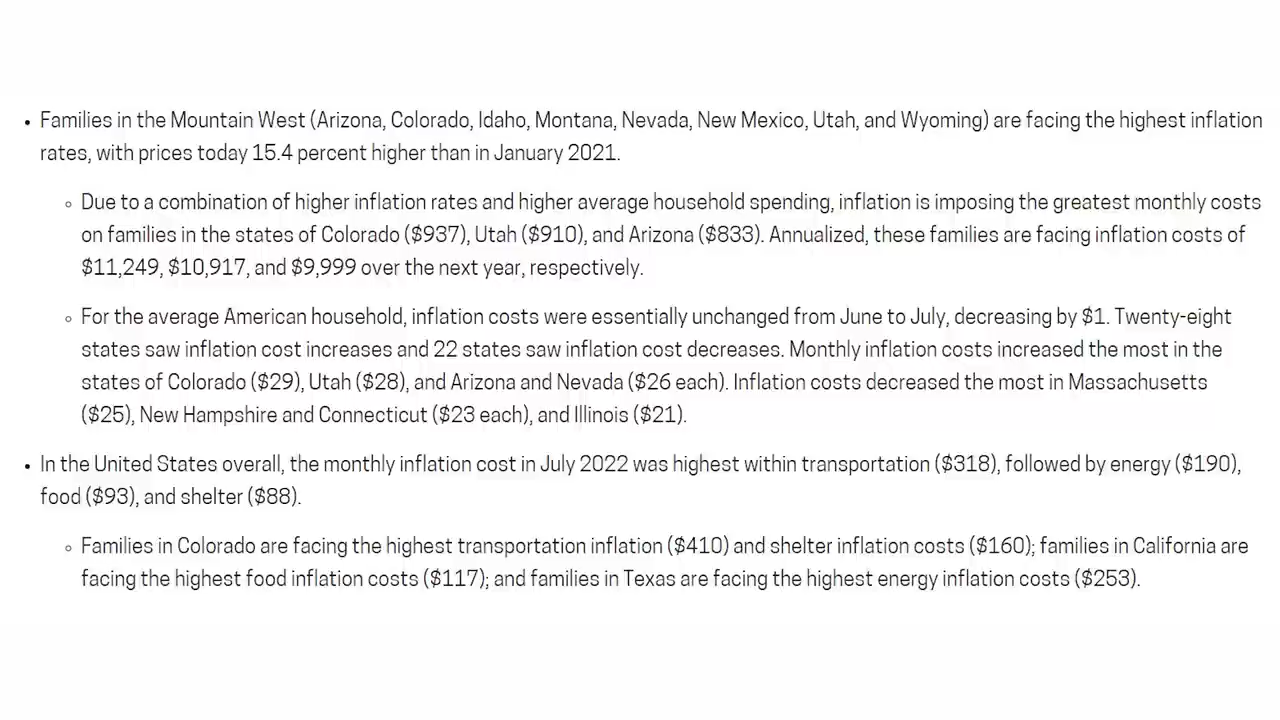 • Families in the Mountain West (Arizona, Colorado, Idaho, Montana, Nevada, New Mexico, Utah, and Wyoming) are facing the highest inflation
rates, with prices today 15.4 percent higher than in January 2021.
◦ Due to a combination of higher inflation rates and higher average household spending, inflation is imposing the greatest monthly costs
on families in the states of Colorado ($937), Utah ($910), and Arizona ($833). Annualized, these families are facing inflation costs of
$11,249, $10,917, and $9,999 over the next year, respectively.
◦ For the average American household, inflation costs were essentially unchanged from June to July, decreasing by $1. Twenty-eight
states saw inflation cost increases and 22 states saw inflation cost decreases. Monthly inflation costs increased the most in the
states of Colorado ($29), Utah ($28), and Arizona and Nevada ($26 each). Inflation costs decreased the most in Massachusetts
($25), New Hampshire and Connecticut ($23 each), and Illinois ($21).
• In the United States overall, the monthly inflation cost in July 2022 was highest within transportation ($318), followed by energy ($190),
food ($93), and shelter ($88).
◦ Families in Colorado are facing the highest transportation inflation ($410) and shelter inflation costs ($160); families in California are
facing the highest food inflation costs ($117); and families in Texas are facing the highest energy inflation costs ($253).